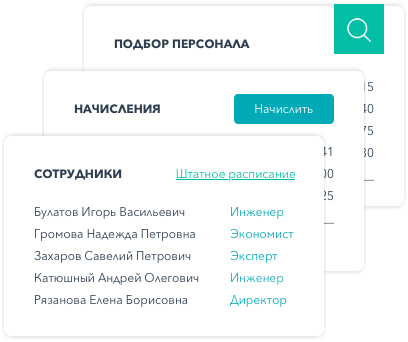 ПОДБОР ПЕРСОНАЛА
15
НАЧИСЛЕНИЯ
Начислить
40
75
41
30
СОТРУДНИКИ
Штатное расписание
00
25
Булатов Игорь Васильевич
Инженер
Громова Надежда Петровна
Экономист
Захаров Савелий Петрович
Эксперт
Катюшный Андрей Олегович
Инженер
Рязанова Елена Борисовна
Директор